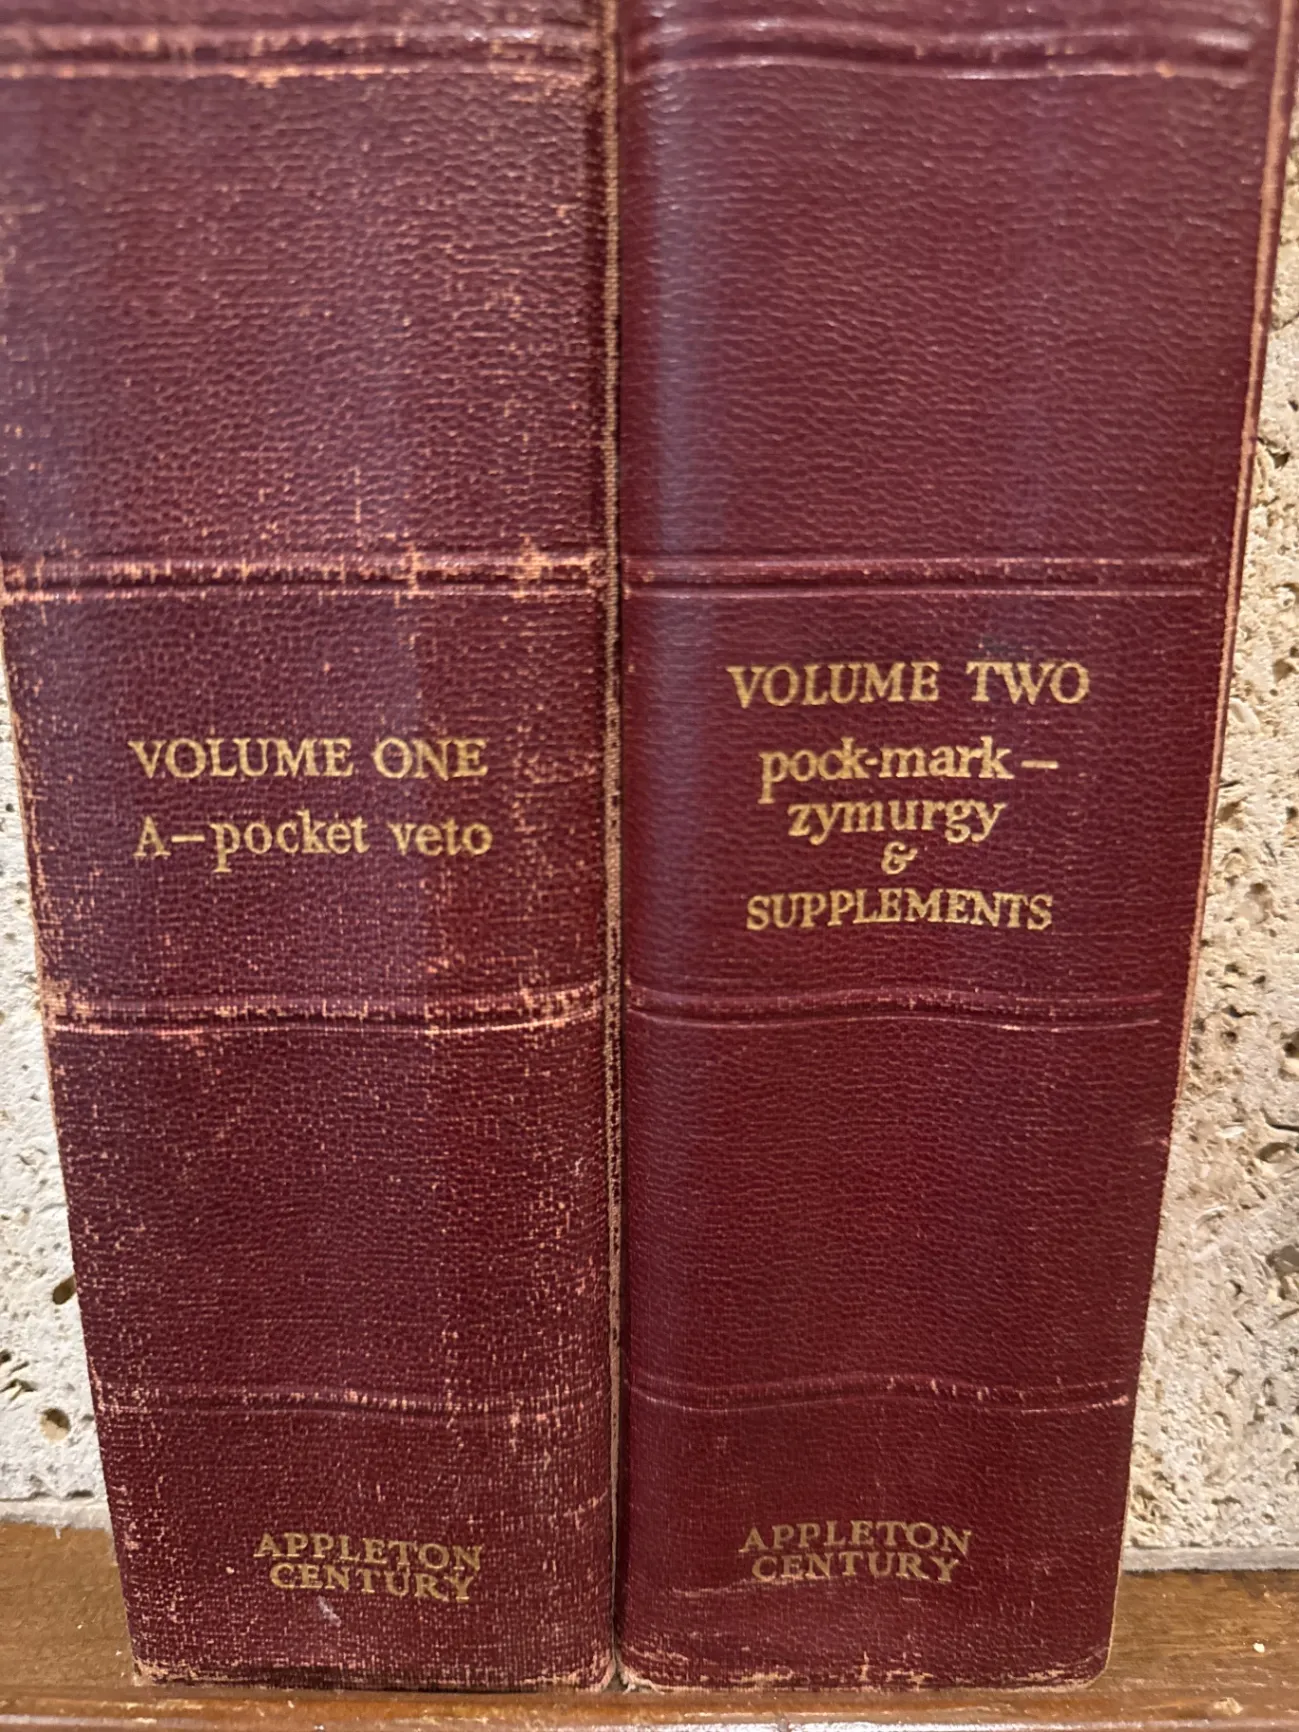 VOLUME ONE
A–pocket veto
APPLETON
CENTURY
VOLUME TWO
pock-mark –
zymurgy
&
SUPPLEMENTS
APPLETON
CENTURY